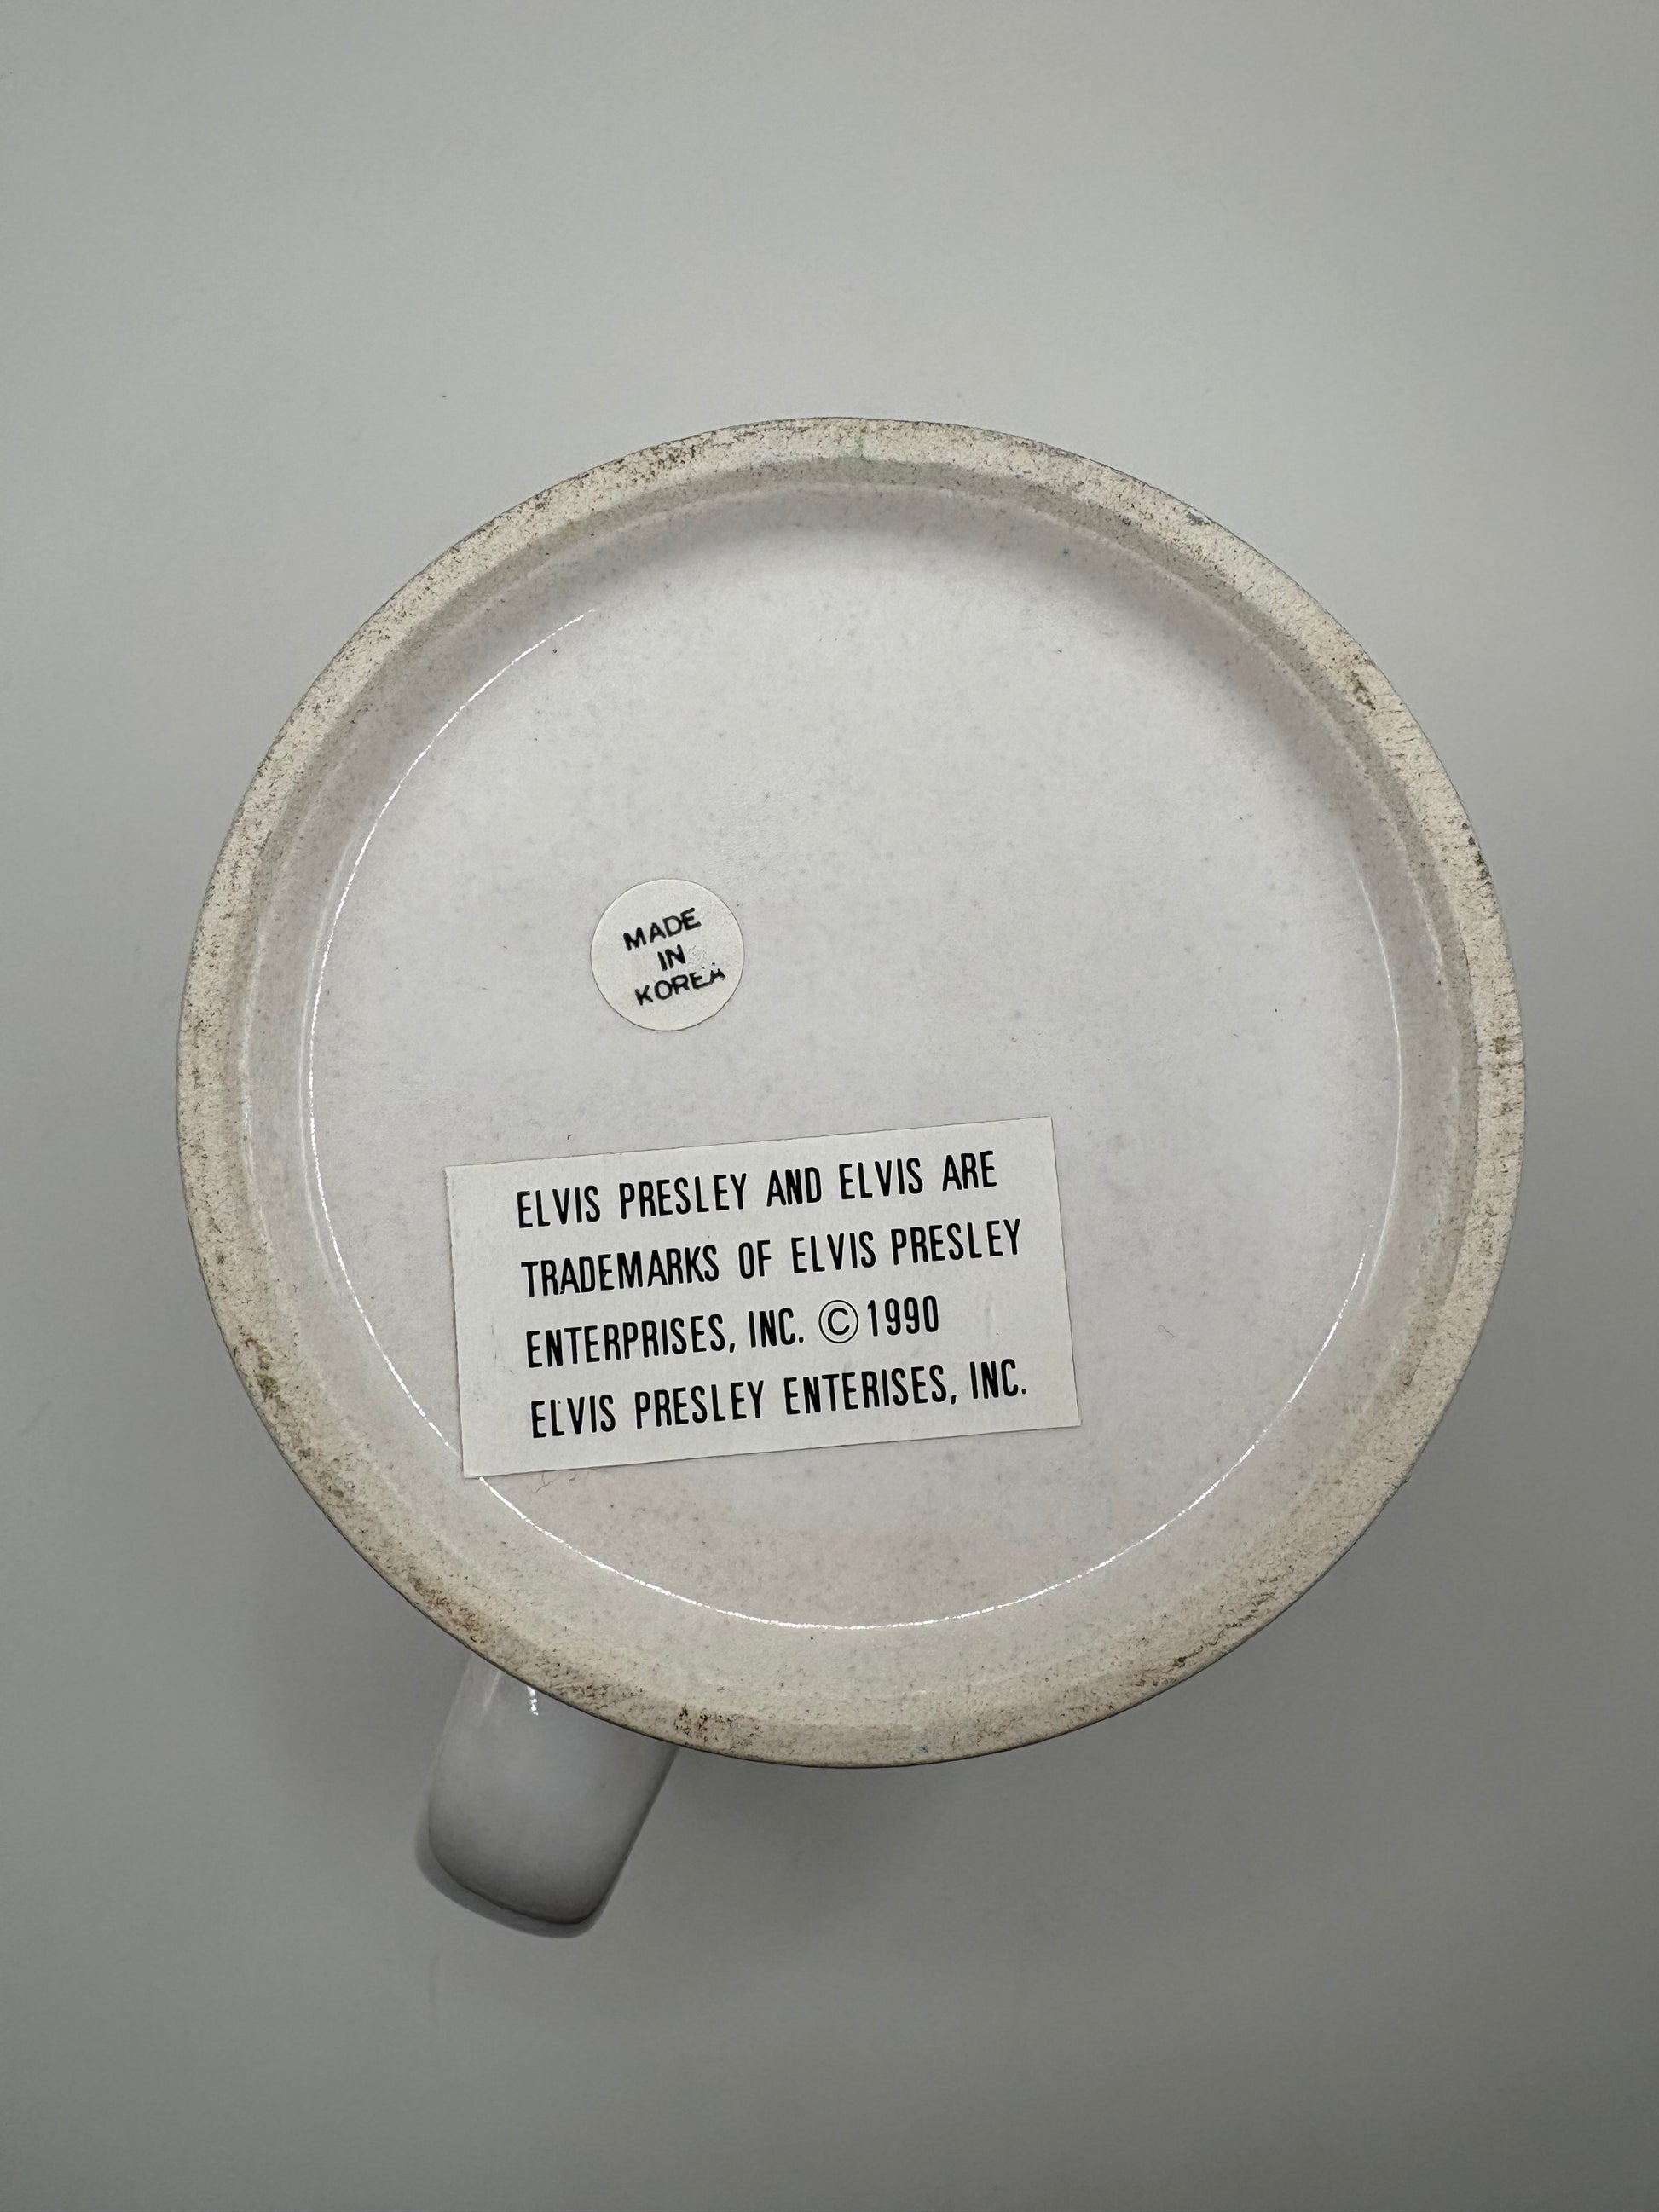 MADE
IN
KOREA
ELVIS PRESLEY AND ELVIS ARE
TRADEMARKS OF ELVIS PRESLEY
ENTERPRISES, INC. ©1990
ELVIS PRESLEY ENTERISES, INC.